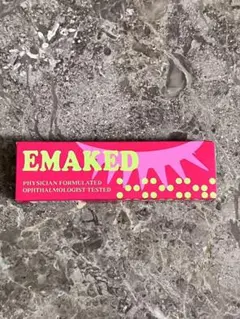 EMAKED
PHYSICIAN FORMULATED
OPHTHALMOLOGIST TESTED